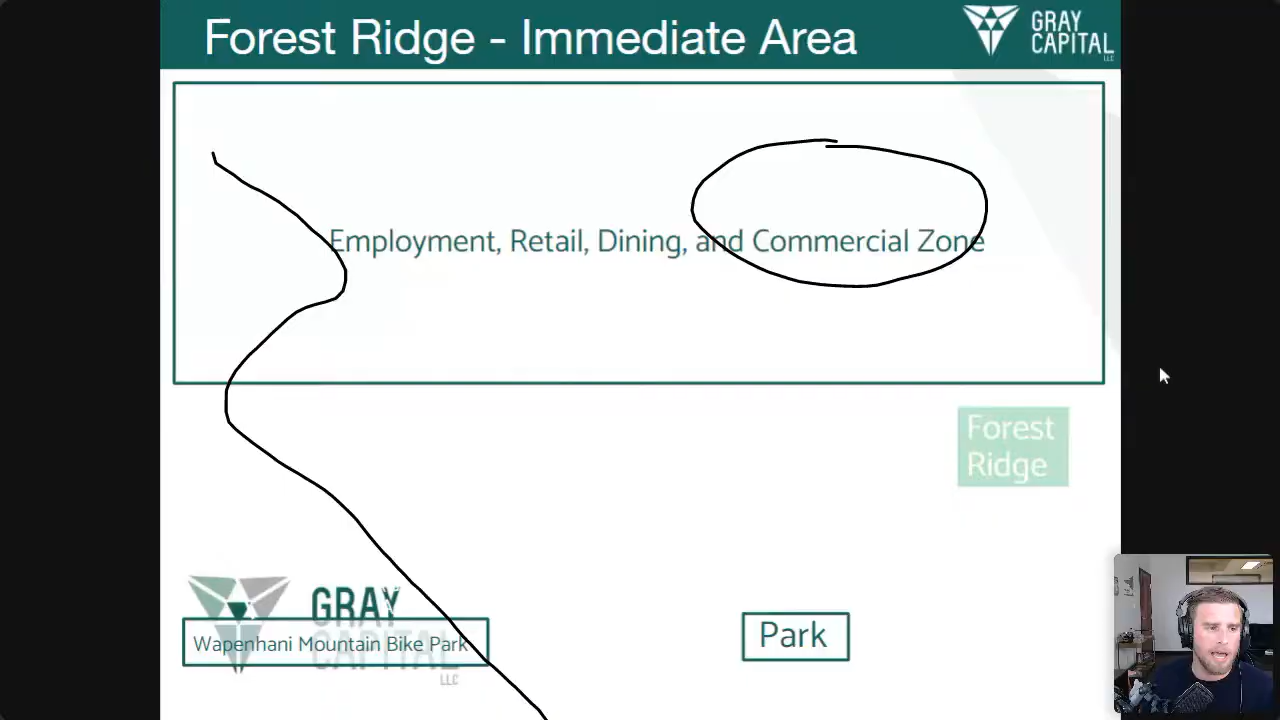 Forest Ridge - Immediate Area
GRAY
CAPITAL
LLC
Employment, Retail, Dining, and Commercial Zone
Forest
Ridge
GRAY
CAPITAL
LLC
Wapenhani Mountain Bike Park
Park